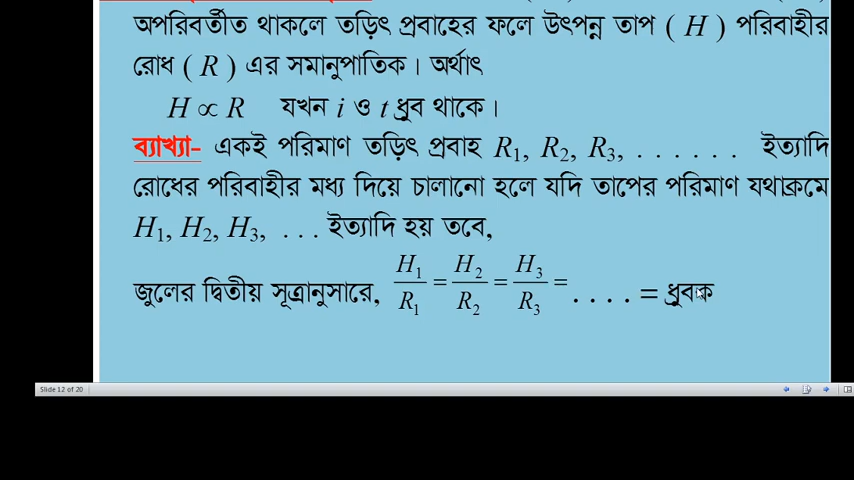 অপরিবর্তীত থাকলে তড়িৎ প্রবাহের ফলে উৎপন্ন তাপ ( H ) পরিবাহীর
রোধ ( R ) এর সমানুপাতিক। অর্থাৎ
H ∝ R যখন i ও t ধ্রুব থাকে।
ব্যাখ্যা- একই পরিমাণ তড়িৎ প্রবাহ R₁, R₂, R₃, . . . . . . ইত্যাদি
রোধের পরিবাহীর মধ্য দিয়ে চালানো হলে যদি তাপের পরিমাণ যথাক্রমে
H₁, H₂, H₃, . . . ইত্যাদি হয় তবে,
জুলের দ্বিতীয় সূত্রানুসারে, H₁/R₁ = H₂/R₂ = H₃/R₃ = . . . . = ধ্রুবক
Slide 12 of 20